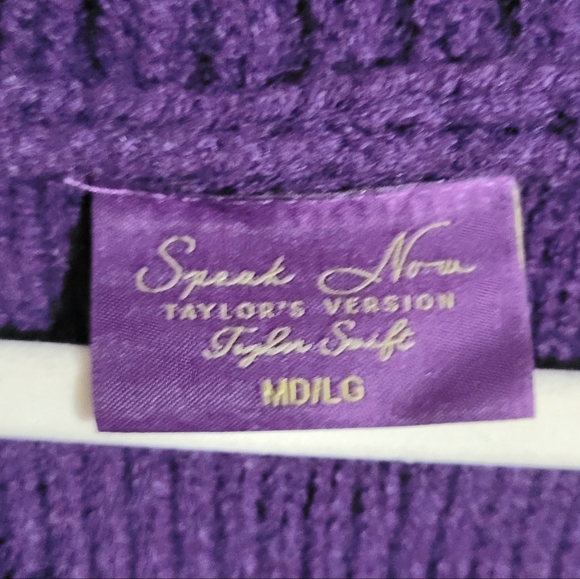 Speak Now
TAYLOR'S VERSION
Taylor Swift
MD/LG